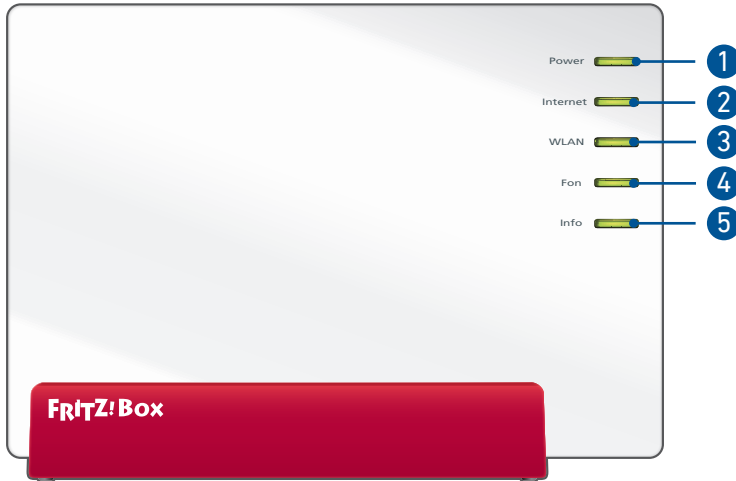 Power 1
Internet 2
WLAN 3
Fon 4
Info 5
FRITZ! Box